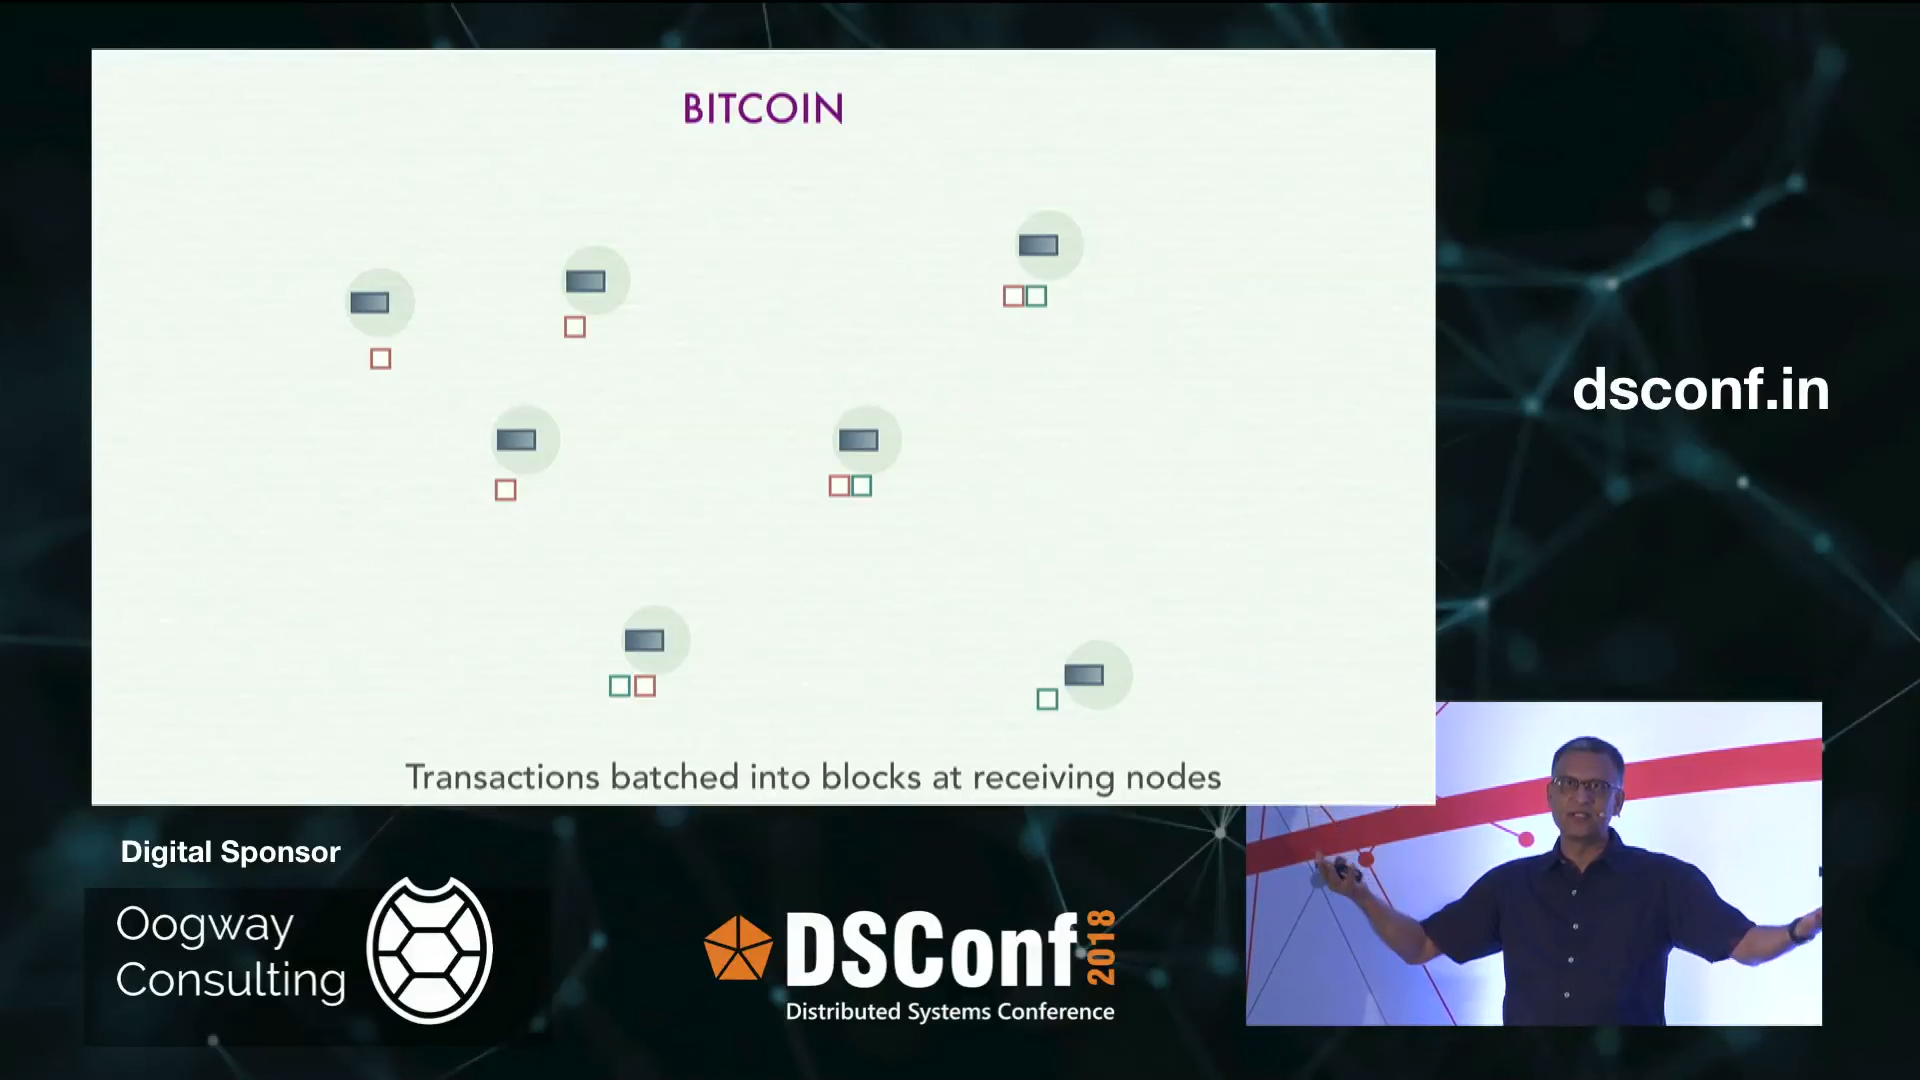 BITCOIN
Transactions batched into blocks at receiving nodes
dsconf.in
Digital Sponsor
Oogway
Consulting
DSConf 2018
Distributed Systems Conference